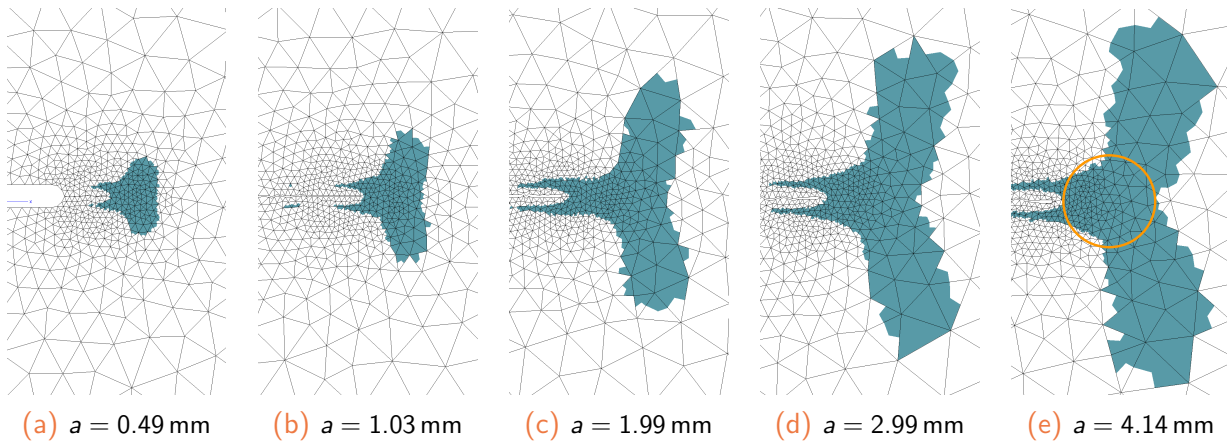 (a) a = 0.49 mm
(b) a = 1.03 mm
(c) a = 1.99 mm
(d) a = 2.99 mm
(e) a = 4.14 mm